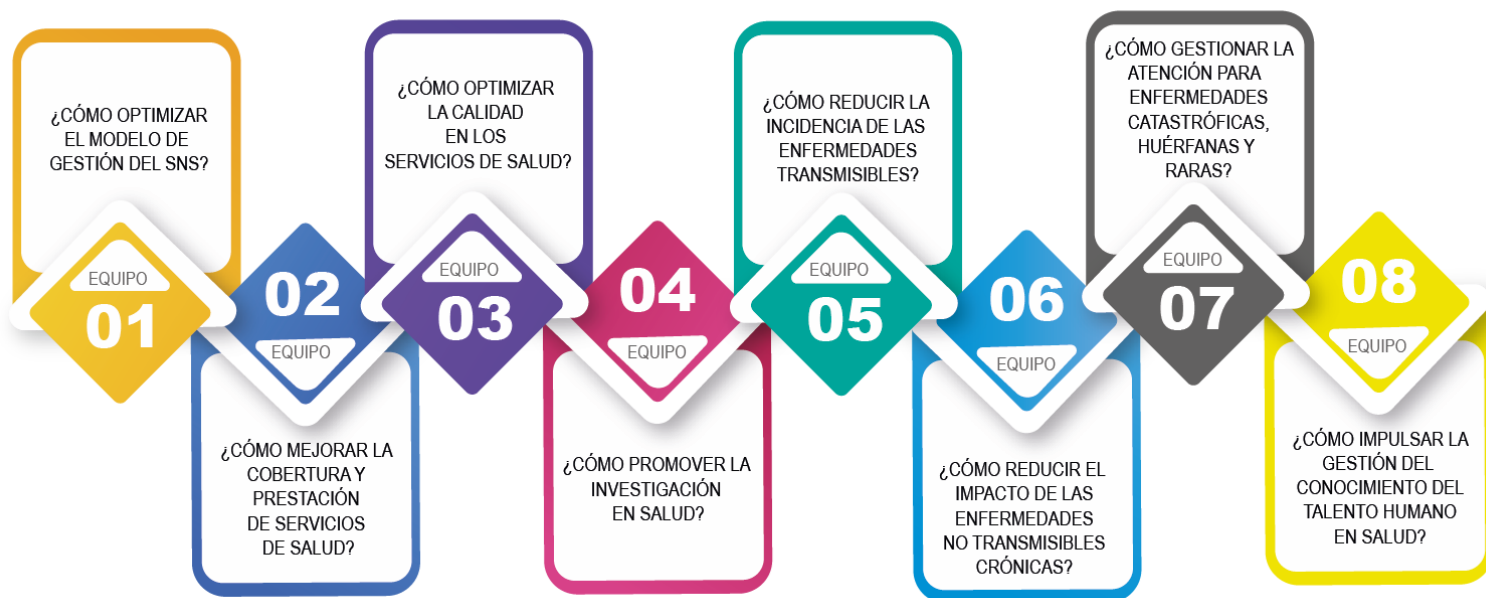 ¿CÓMO OPTIMIZAR
EL MODELO DE
GESTIÓN DEL SNS?
EQUIPO
01
02
EQUIPO
¿CÓMO MEJORAR LA
COBERTURA Y
PRESTACIÓN
DE SERVICIOS
DE SALUD?
¿CÓMO OPTIMIZAR
LA CALIDAD
EN LOS
SERVICIOS DE SALUD?
EQUIPO
03
04
EQUIPO
¿CÓMO PROMOVER LA
INVESTIGACIÓN
EN SALUD?
¿CÓMO REDUCIR LA
INCIDENCIA DE LAS
ENFERMEDADES
TRANSMISIBLES?
EQUIPO
05
06
EQUIPO
¿CÓMO REDUCIR EL
IMPACTO DE LAS
ENFERMEDADES
NO TRANSMISIBLES
CRÓNICAS?
¿CÓMO GESTIONAR LA
ATENCIÓN PARA
ENFERMEDADES
CATASTRÓFICAS,
HUÉRFANAS Y
RARAS?
EQUIPO
07
08
EQUIPO
¿CÓMO IMPULSAR LA
GESTIÓN DEL
CONOCIMIENTO DEL
TALENTO HUMANO
EN SALUD?